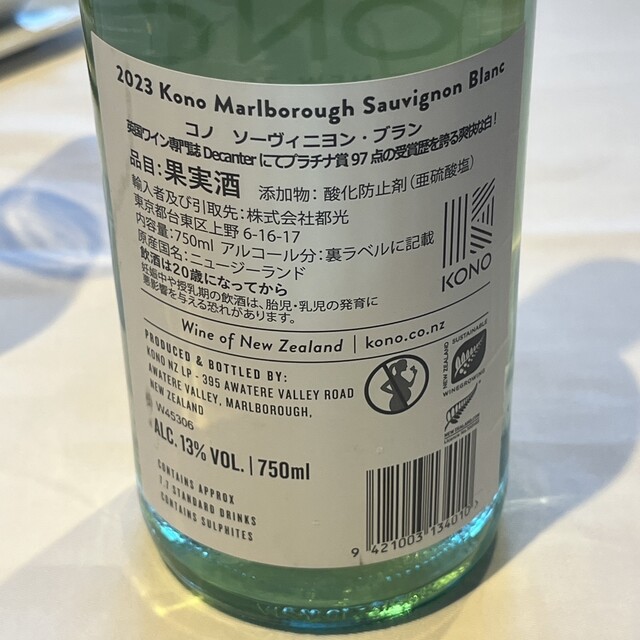 2023 Kono Marlborough Sauvignon Blanc
コノ ソーヴィニヨン・ブラン
英国ワイン専門誌 Decanter にてプラチナ賞 97 点の受賞歴を誇る爽快な白！
品目：果実酒 添加物：酸化防止剤（亜硫酸塩）
輸入者及び引取先：株式会社都光
東京都台東区上野 6-16-17
内容量：750ml アルコール分：裏ラベルに記載
原産国名：ニュージーランド
飲酒は20歳になってから
妊娠中や授乳期の飲酒は、胎児・乳児の発育に
悪影響を与える恐れがあります。
KONO
Wine of New Zealand | kono.co.nz
PRODUCED & BOTTLED BY:
KONO NZ LP - 395 AWATERE VALLEY ROAD
AWATERE VALLEY, MARLBOROUGH,
NEW ZEALAND
W45306
ALC. 13% VOL. | 750ml
CONTAINS APPROX
7.7 STANDARD DRINKS
CONTAINS SULPHITES
NEW ZEALAND
SUSTAINABLE
WINEGROWING
9 421003 134010